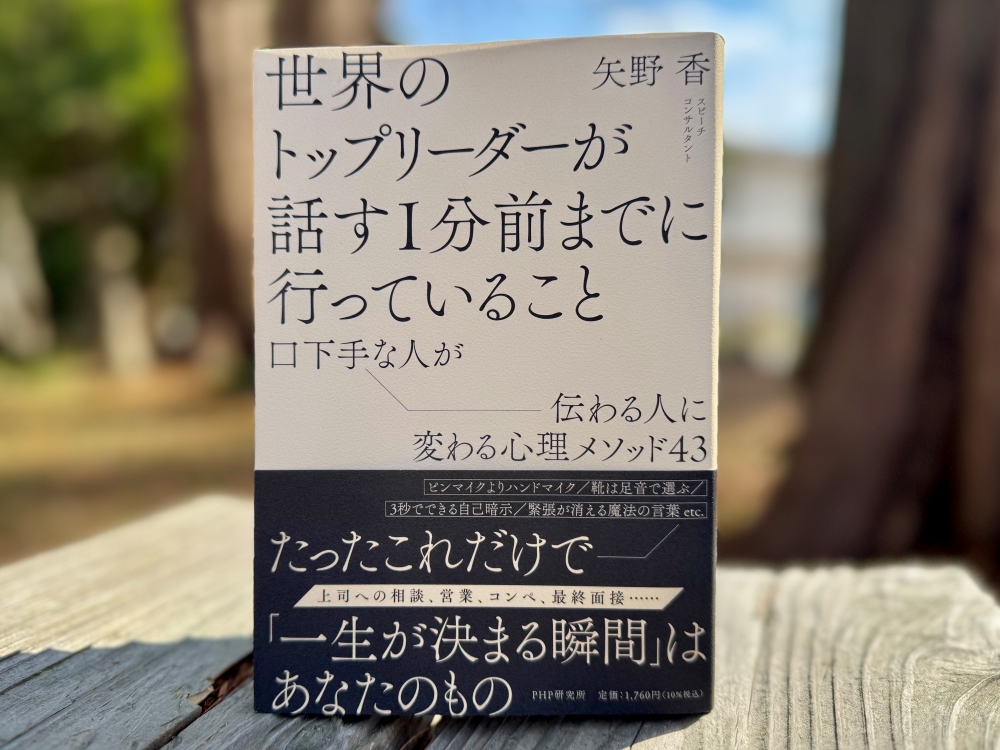 世界の
トップリーダーが
話す1分前までに
行っていること
矢野 香
スピーチ
コンサルタント
口下手な人が
伝わる人に
変わる心理メソッド43
ピンマイクよりハンドマイク／靴は足音で選ぶ／
3秒でできる自己暗示／緊張が消える魔法の言葉 etc.
たったこれだけで
上司への相談、営業、コンペ、最終面接……
「一生が決まる瞬間」は
あなたのもの
PHP研究所 定価：1,760円(10%税込)